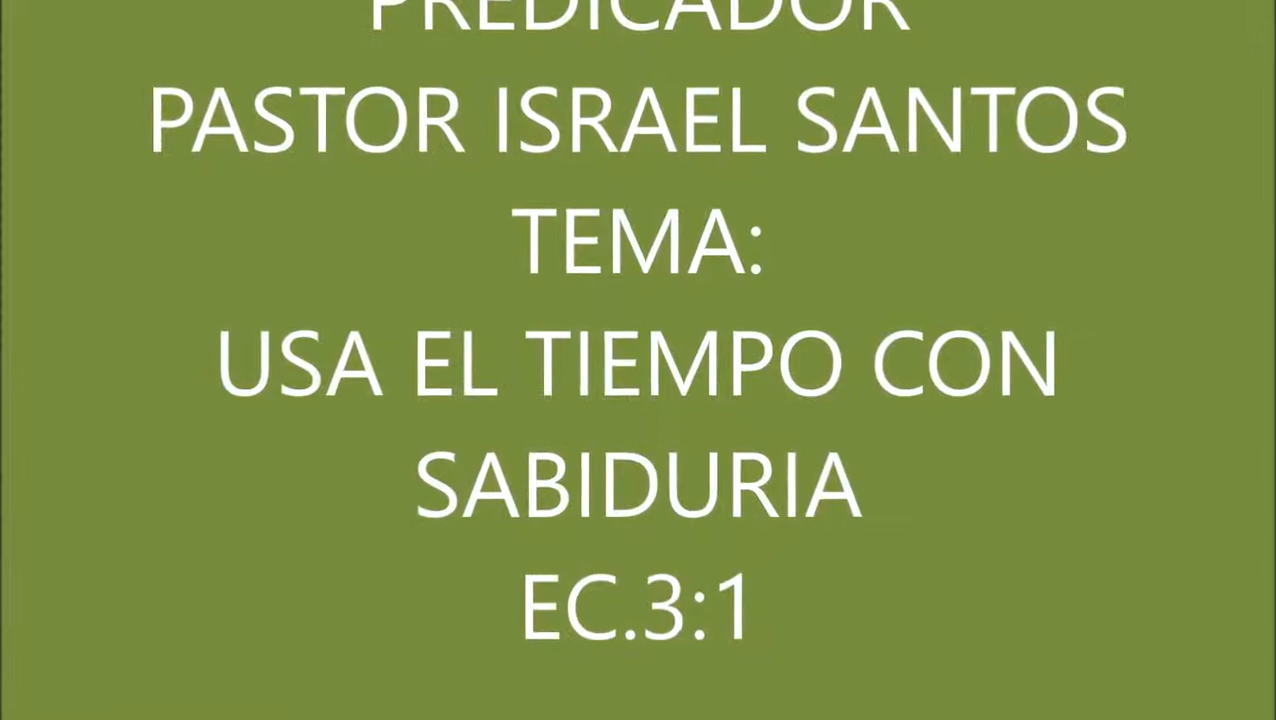 PREDICADOR
PASTOR ISRAEL SANTOS
TEMA:
USA EL TIEMPO CON
SABIDURIA
EC.3:1